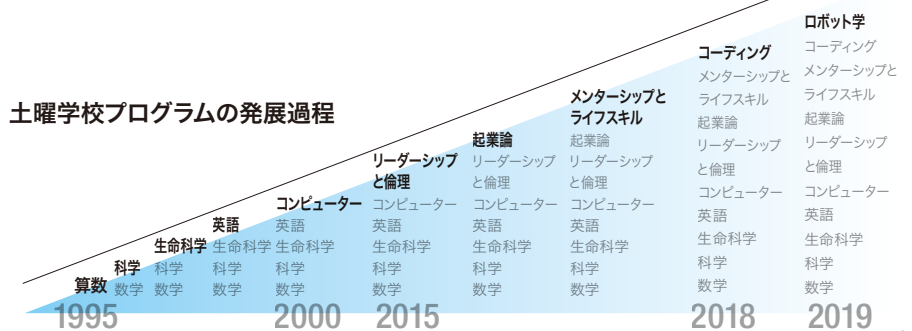 土曜学校プログラムの発展過程
算数
科学
数学
生命科学
科学
数学
英語
生命科学
科学
数学
コンピューター
英語
生命科学
科学
数学
リーダーシップ
と倫理
コンピューター
英語
生命科学
科学
数学
起業論
リーダーシップ
と倫理
コンピューター
英語
生命科学
科学
数学
メンターシップと
ライフスキル
起業論
リーダーシップ
と倫理
コンピューター
英語
生命科学
科学
数学
コーディング
メンターシップと
ライフスキル
起業論
リーダーシップ
と倫理
コンピューター
英語
生命科学
科学
数学
ロボット学
コーディング
メンターシップと
ライフスキル
起業論
リーダーシップ
と倫理
コンピューター
英語
生命科学
科学
数学
1995
2000
2015
2018
2019